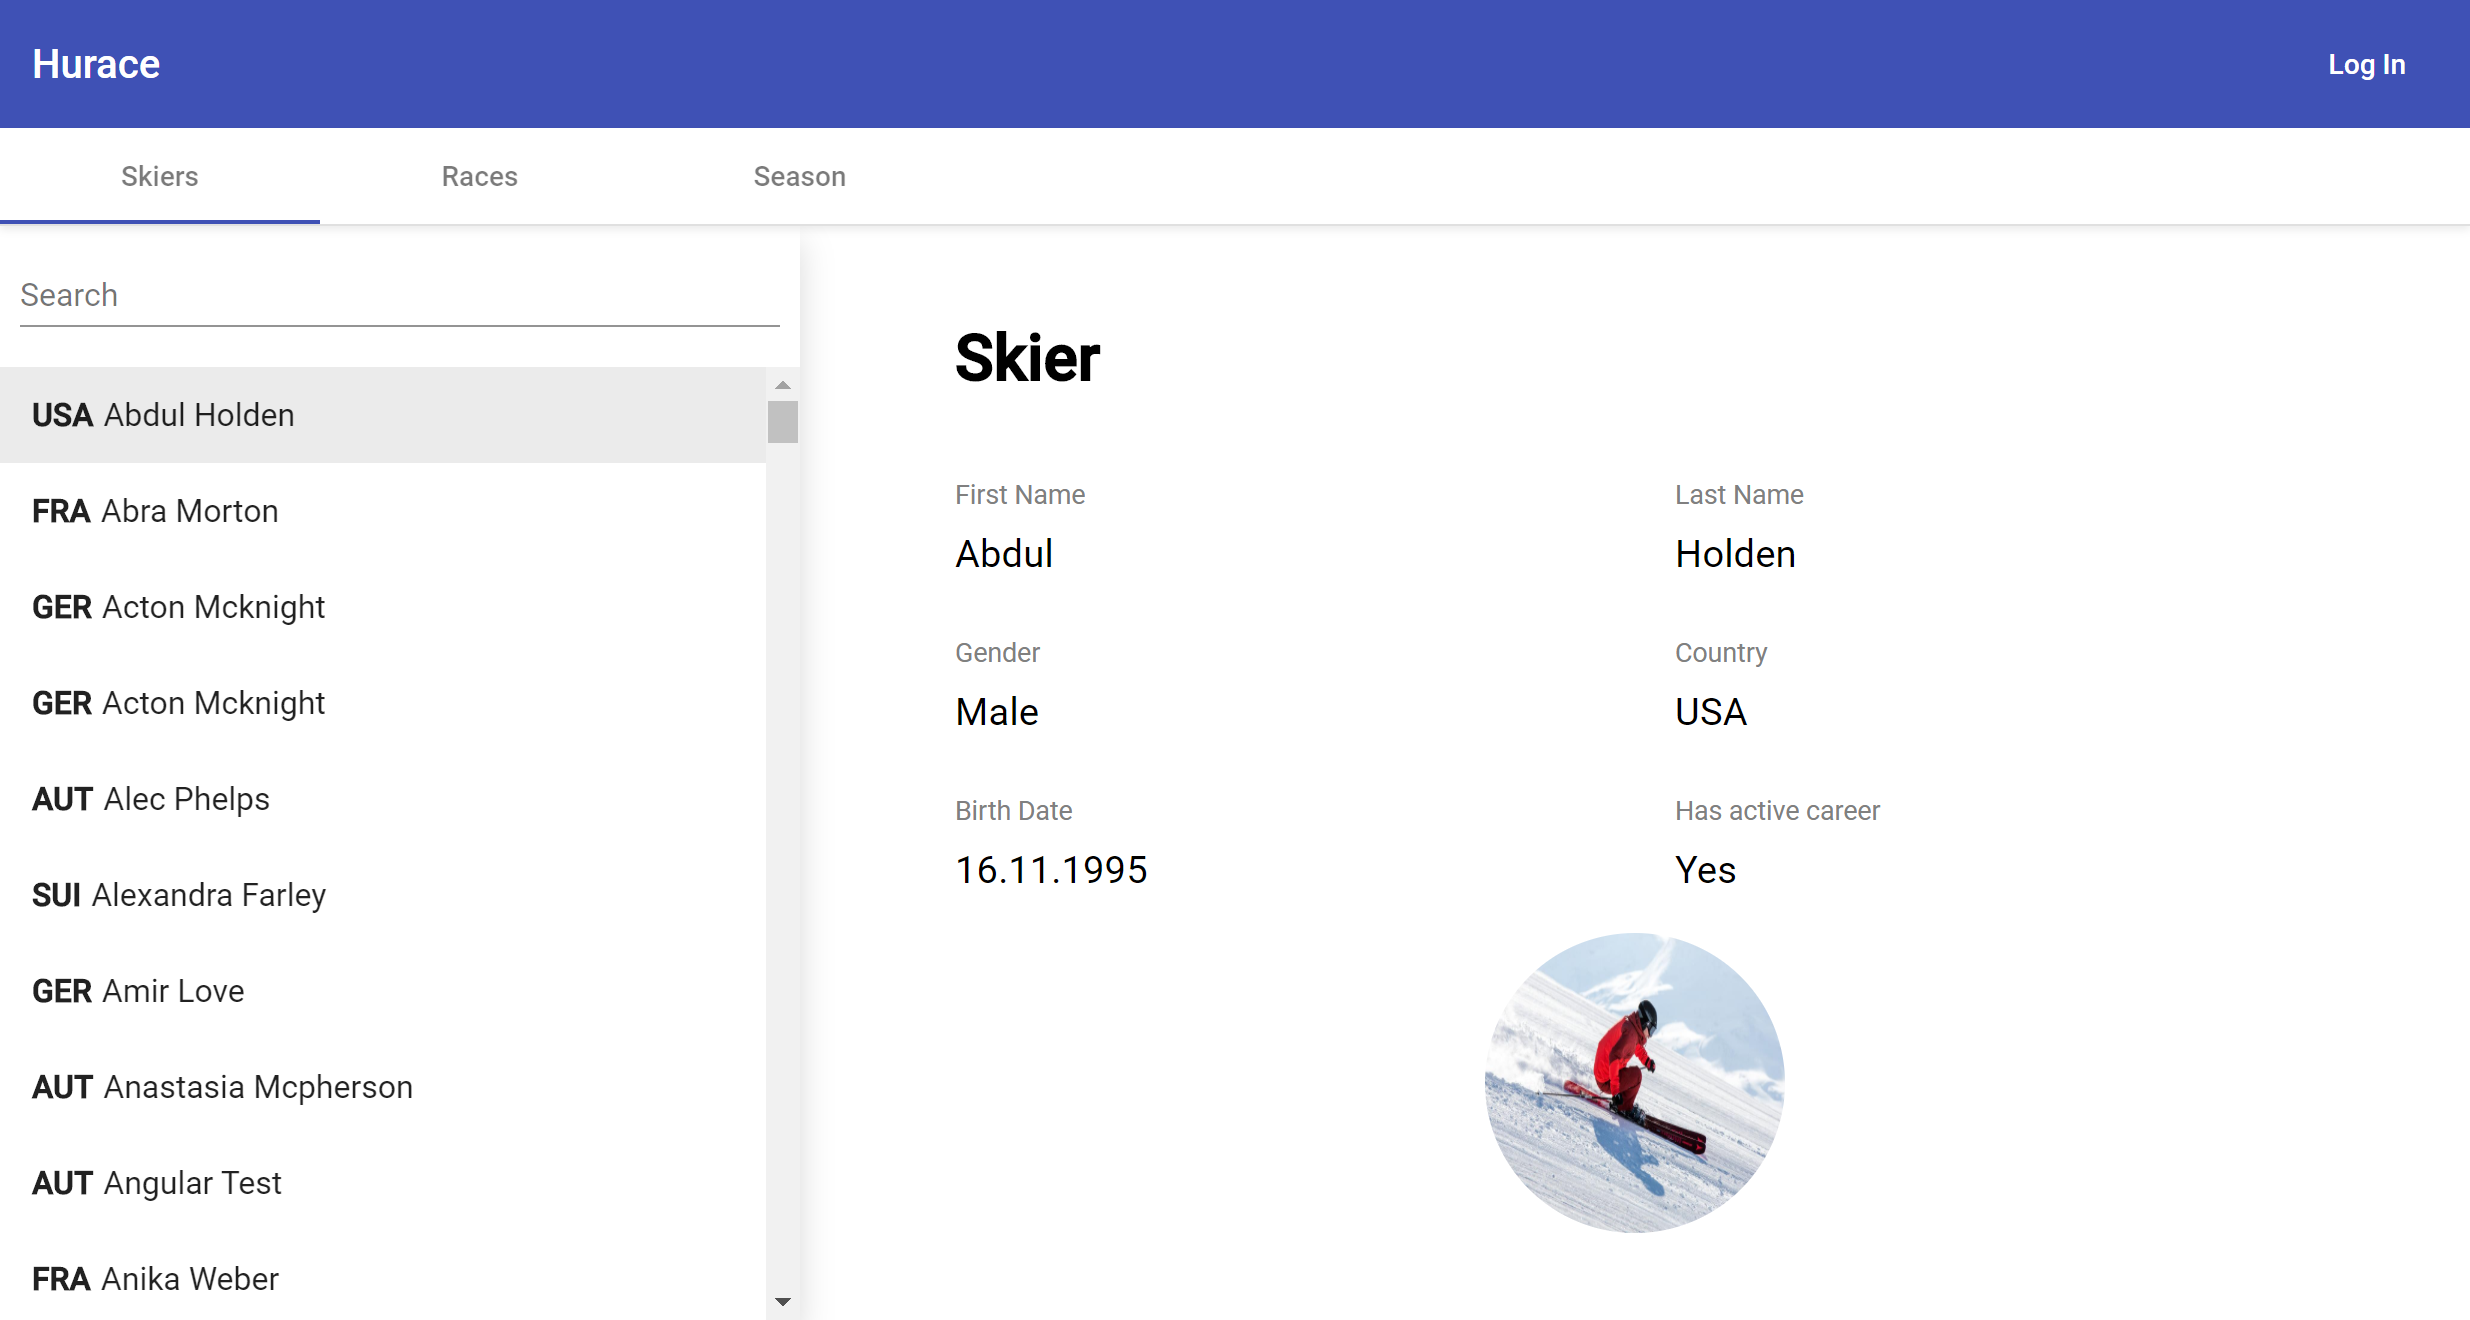 Hurace
Log In
Skiers Races Season
Search
USA Abdul Holden
FRA Abra Morton
GER Acton Mcknight
GER Acton Mcknight
AUT Alec Phelps
SUI Alexandra Farley
GER Amir Love
AUT Anastasia Mcpherson
AUT Angular Test
FRA Anika Weber
Skier
First Name
Abdul
Last Name
Holden
Gender
Male
Country
USA
Birth Date
16.11.1995
Has active career
Yes